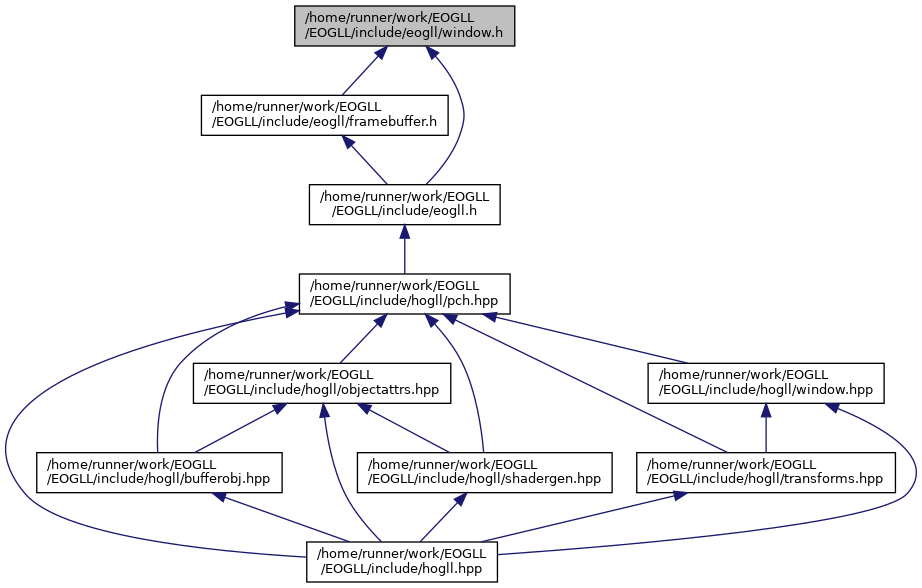 /home/runner/work/EOGLL
/EOGLL/include/eogll/window.h
/home/runner/work/EOGLL
/EOGLL/include/eogll/framebuffer.h
/home/runner/work/EOGLL
/EOGLL/include/eogll.h
/home/runner/work/EOGLL
/EOGLL/include/hogll/pch.hpp
/home/runner/work/EOGLL
/EOGLL/include/hogll/objectattrs.hpp
/home/runner/work/EOGLL
/EOGLL/include/hogll/window.hpp
/home/runner/work/EOGLL
/EOGLL/include/hogll/bufferobj.hpp
/home/runner/work/EOGLL
/EOGLL/include/hogll/shadergen.hpp
/home/runner/work/EOGLL
/EOGLL/include/hogll/transforms.hpp
/home/runner/work/EOGLL
/EOGLL/include/hogll.hpp